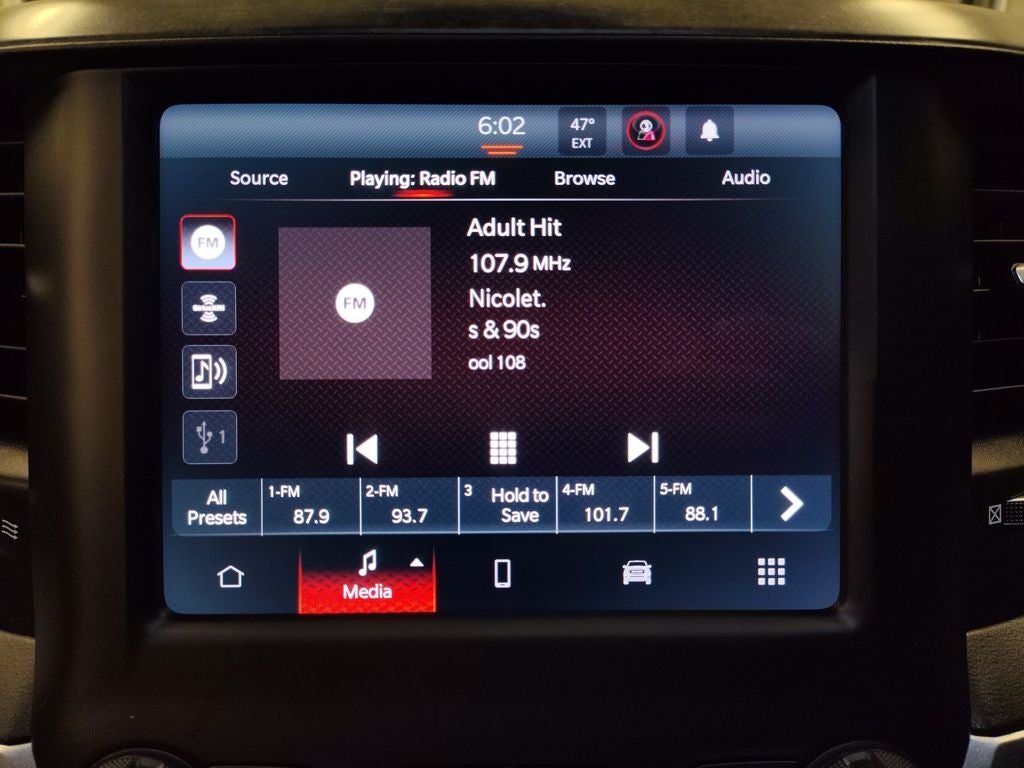 6:02
47°
EXT
Source Playing: Radio FM Browse Audio
FM
Adult Hit
107.9 MHz
Nicolet.
FM
s & 90s
ool 108
SiriusXM
1
All Presets
1-FM 87.9
2-FM 93.7
3 Hold to Save
4-FM 101.7
5-FM 88.1
Media